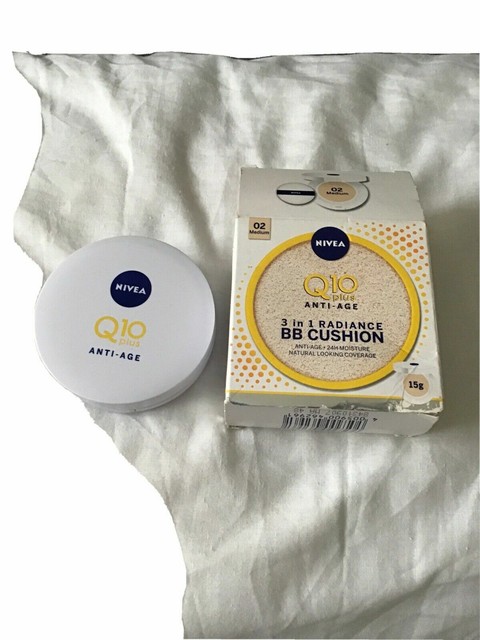 NIVEA
Q10
plus
ANTI-AGE
02
02
Medium
NIVEA
Q10
plus
ANTI-AGE
3 in 1 RADIANCE
BB CUSHION
ANTI-AGE • 24H MOISTURE
NATURAL LOOKING COVERAGE
15g